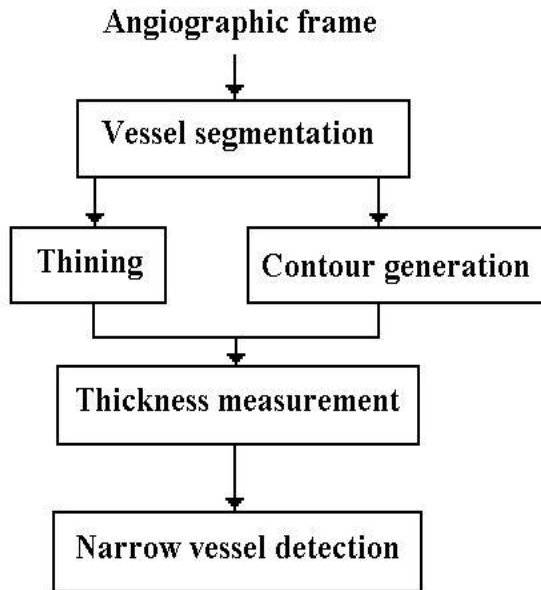 Angiographic frame
Vessel segmentation
Thining
Contour generation
Thickness measurement
Narrow vessel detection